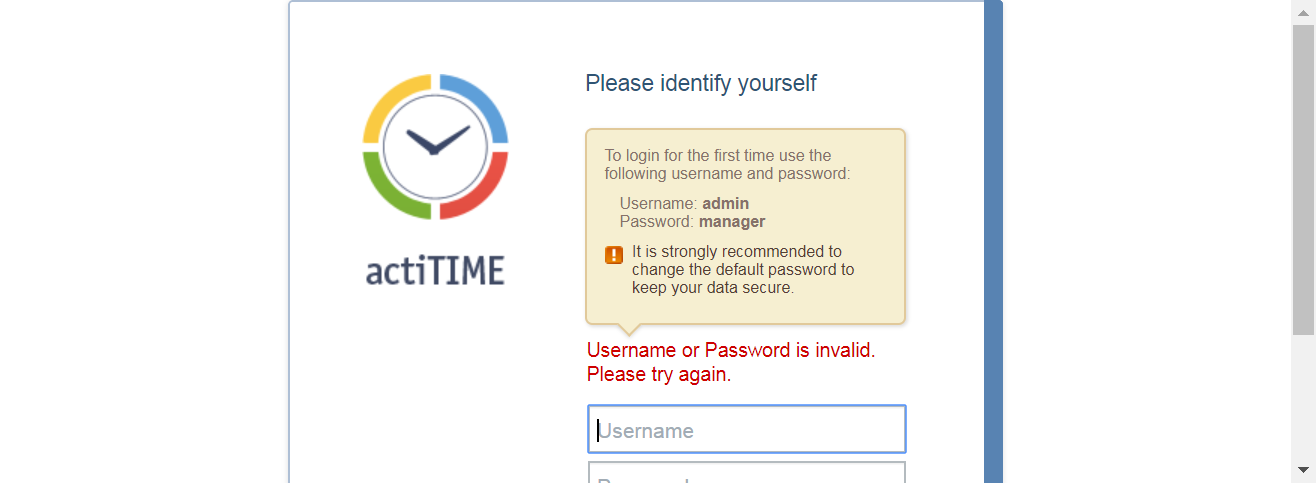 Please identify yourself
To login for the first time use the
following username and password:
Username: admin
Password: manager
It is strongly recommended to
change the default password to
keep your data secure.
actiTIME
Username or Password is invalid.
Please try again.
Username